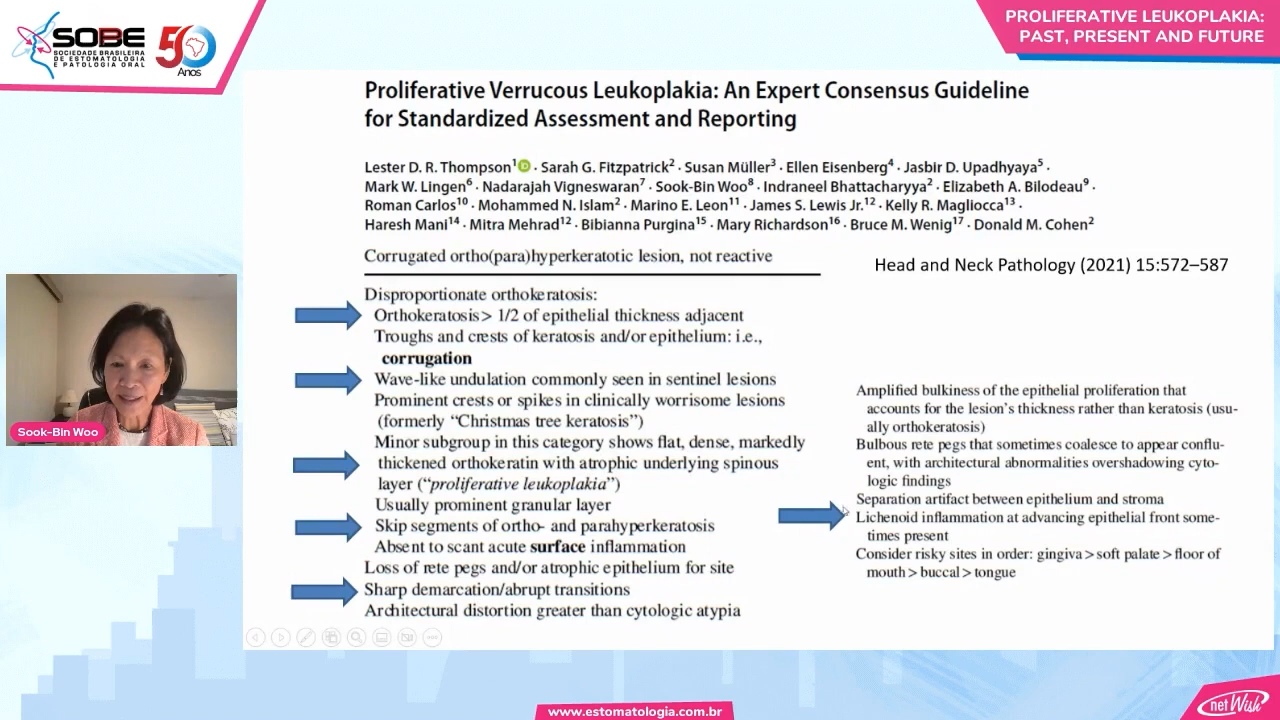 SOBE
SOCIEDADE BRASILEIRA
DE ESTOMATOLOGIA
E PATOLOGIA ORAL
50
Anos
PROLIFERATIVE LEUKOPLAKIA:
PAST, PRESENT AND FUTURE
Proliferative Verrucous Leukoplakia: An Expert Consensus Guideline
for Standardized Assessment and Reporting
Lester D. R. Thompson1 iD · Sarah G. Fitzpatrick2 · Susan Müller3 · Ellen Eisenberg4 · Jasbir D. Upadhyaya5 ·
Mark W. Lingen6 · Nadarajah Vigneswaran7 · Sook-Bin Woo8 · Indraneel Bhattacharyya2 · Elizabeth A. Bilodeau9 ·
Roman Carlos10 · Mohammed N. Islam2 · Marino E. Leon11 · James S. Lewis Jr.12 · Kelly R. Magliocca13 ·
Haresh Mani14 · Mitra Mehrad12 · Bibianna Purgina15 · Mary Richardson16 · Bruce M. Wenig17 · Donald M. Cohen2
Corrugated ortho(para)hyperkeratotic lesion, not reactive
Head and Neck Pathology (2021) 15:572–587
Disproportionate orthokeratosis:
Orthokeratosis> 1/2 of epithelial thickness adjacent
Troughs and crests of keratosis and/or epithelium: i.e.,
corrugation
Wave-like undulation commonly seen in sentinel lesions
Prominent crests or spikes in clinically worrisome lesions
(formerly “Christmas tree keratosis”)
Minor subgroup in this category shows flat, dense, markedly
thickened orthokeratin with atrophic underlying spinous
layer (“proliferative leukoplakia”)
Usually prominent granular layer
Skip segments of ortho- and parahyperkeratosis
Absent to scant acute surface inflammation
Loss of rete pegs and/or atrophic epithelium for site
Sharp demarcation/abrupt transitions
Architectural distortion greater than cytologic atypia
Amplified bulkiness of the epithelial proliferation that
accounts for the lesion’s thickness rather than keratosis (usu-
ally orthokeratosis)
Bulbous rete pegs that sometimes coalesce to appear conflu-
ent, with architectural abnormalities overshadowing cyto-
logic findings
Separation artifact between epithelium and stroma
Lichenoid inflammation at advancing epithelial front some-
times present
Consider risky sites in order: gingiva > soft palate > floor of
mouth > buccal > tongue
Sook-Bin Woo
www.estomatologia.com.br
netWish